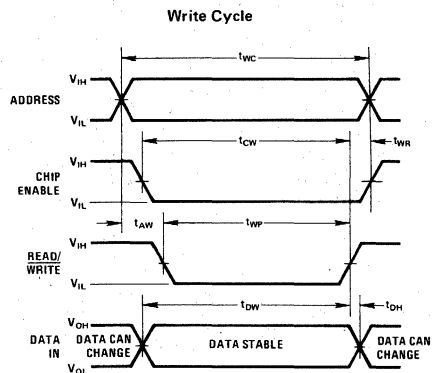 Write Cycle
tWC
VIH
ADDRESS
VIL
tCW
tWR
VIH
CHIP
ENABLE
VIL
tAW
tWP
VIH
READ/
WRITE
VIL
tDW
tDH
VOH
DATA
IN
DATA CAN
CHANGE
DATA STABLE
DATA CAN
CHANGE
VOL